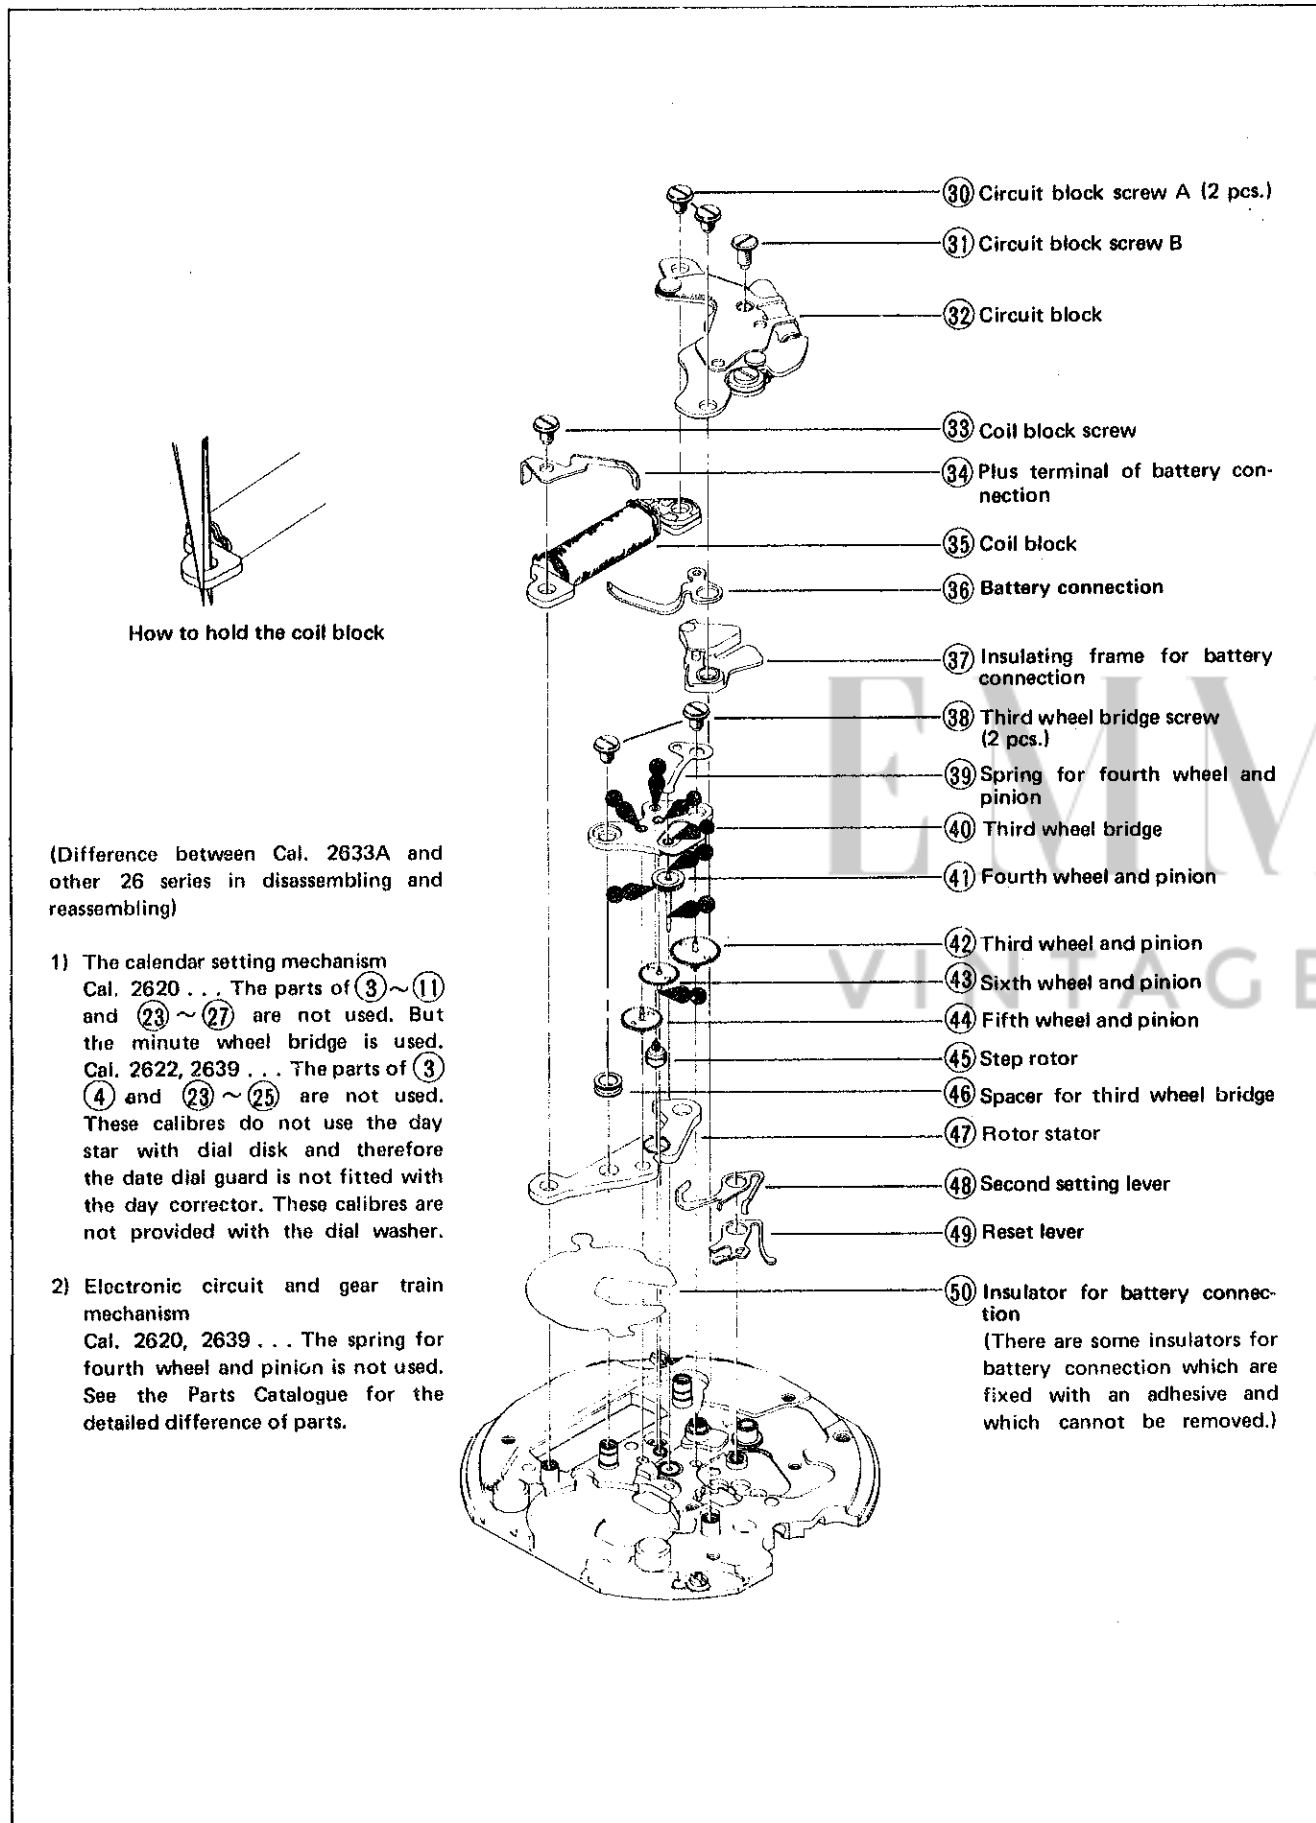 30 Circuit block screw A (2 pcs.)
31 Circuit block screw B
32 Circuit block
33 Coil block screw
34 Plus terminal of battery con-
nection
35 Coil block
36 Battery connection
How to hold the coil block
37 Insulating frame for battery
connection
38 Third wheel bridge screw
(2 pcs.)
39 Spring for fourth wheel and
pinion
40 Third wheel bridge
41 Fourth wheel and pinion
42 Third wheel and pinion
43 Sixth wheel and pinion
44 Fifth wheel and pinion
45 Step rotor
46 Spacer for third wheel bridge
47 Rotor stator
48 Second setting lever
49 Reset lever
50 Insulator for battery connec-
tion
(There are some insulators for
battery connection which are
fixed with an adhesive and
which cannot be removed.)
(Difference between Cal. 2633A and
other 26 series in disassembling and
reassembling)
1) The calendar setting mechanism
Cal. 2620 . . . The parts of 3 ~ 11
and 23 ~ 27 are not used. But
the minute wheel bridge is used.
Cal. 2622, 2639 . . . The parts of 3
4 and 23 ~ 25 are not used.
These calibres do not use the day
star with dial disk and therefore
the date dial guard is not fitted with
the day corrector. These calibres are
not provided with the dial washer.
2) Electronic circuit and gear train
mechanism
Cal. 2620, 2639 . . . The spring for
fourth wheel and pinion is not used.
See the Parts Catalogue for the
detailed difference of parts.
EMM
VINTAGE